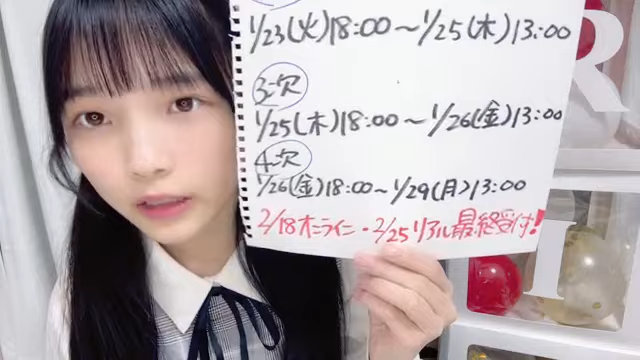 1/23(火)18:00〜1/25(木)13:00
3次
1/25(木)18:00〜1/26(金)13:00
4次
1/26(金)18:00〜1/29(月)13:00
2/18オンライン・2/25リアル最終受付!
R
I